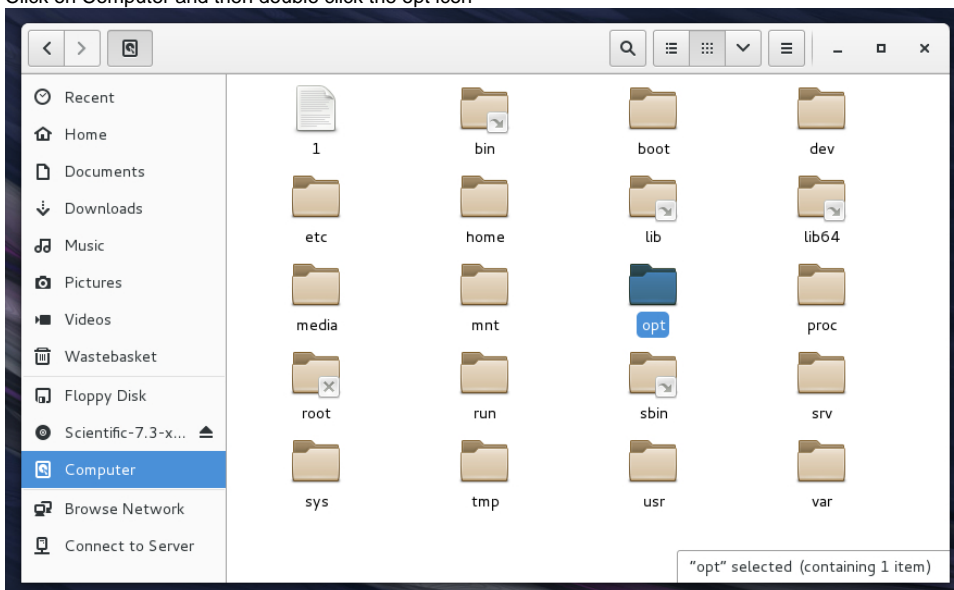 Click on Computer and then double click the opt icon
Recent
Home
Documents
Downloads
Music
Pictures
Videos
Wastebasket
Floppy Disk
Scientific-7.3-x...
Computer
Browse Network
Connect to Server
1 bin boot dev
etc home lib lib64
media mnt opt proc
root run sbin srv
sys tmp usr var
"opt" selected (containing 1 item)